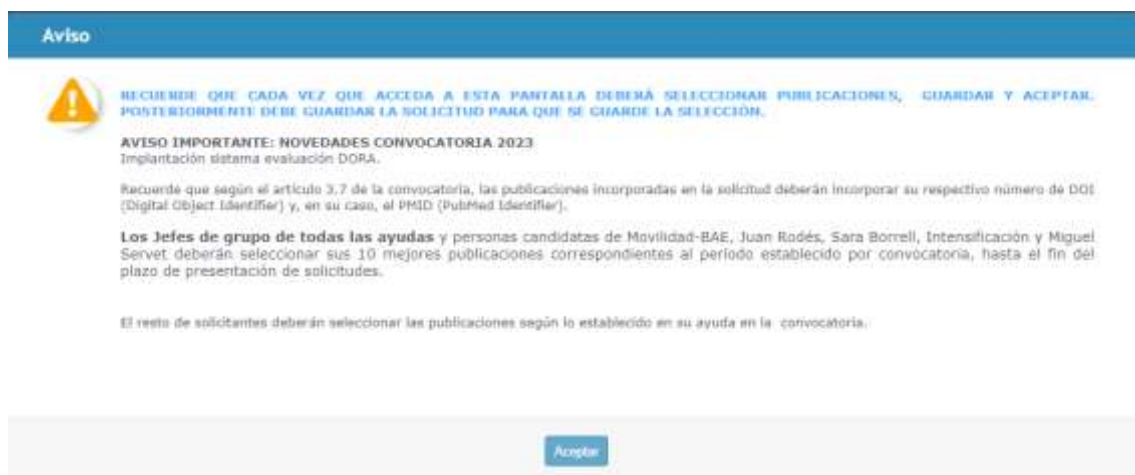 Aviso
RECUERDE QUE CADA VEZ QUE ACCEDA A ESTA PANTALLA DEBERÁ SELECCIONAR PUBLICACIONES, GUARDAR Y ACEPTAR.
POSTERIORMENTE DEBE GUARDAR LA SOLICITUD PARA QUE SE GUARDE LA SELECCIÓN.
AVISO IMPORTANTE: NOVEDADES CONVOCATORIA 2023
Implantación sistema evaluación DORA.
Recuerde que según el artículo 3.7 de la convocatoria, las publicaciones incorporadas en la solicitud deberán incorporar su respectivo número de DOI
(Digital Object Identifier) y, en su caso, el PMID (PubMed Identifier).
Los Jefes de grupo de todas las ayudas y personas candidatas de Movilidad-BAE, Juan Rodés, Sara Borrell, Intensificación y Miguel
Servet deberán seleccionar sus 10 mejores publicaciones correspondientes al período establecido por convocatoria, hasta el fin del
plazo de presentación de solicitudes.
El resto de solicitantes deberán seleccionar las publicaciones según lo establecido en su ayuda en la convocatoria.
Aceptar